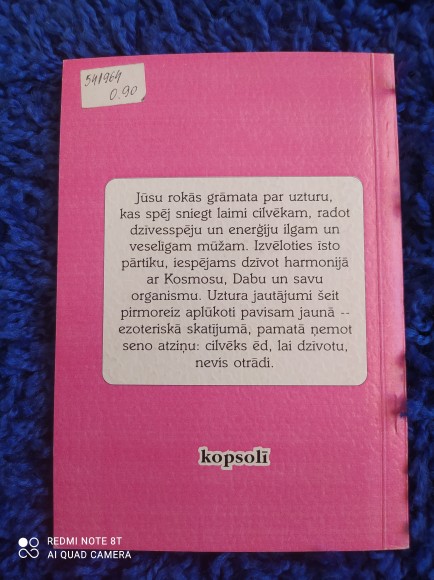 541964
0.90
Jūsu rokās grāmata par uzturu,
kas spēj sniegt laimi cilvēkam, radot
dzivesspēju un enerģiju ilgam un
veselīgam mūžam. Izvēloties īsto
pārtiku, iespējams dzīvot harmonijā
ar Kosmosu, Dabu un savu
organismu. Uztura jautājumi šeit
pirmoreiz aplūkoti pavisam jaunā --
ezoteriskā skatījumā, pamatā ņemot
seno atziņu: cilvēks ēd, lai dzivotu,
nevis otrādi.
kopsolī
REDMI NOTE 8T
AI QUAD CAMERA